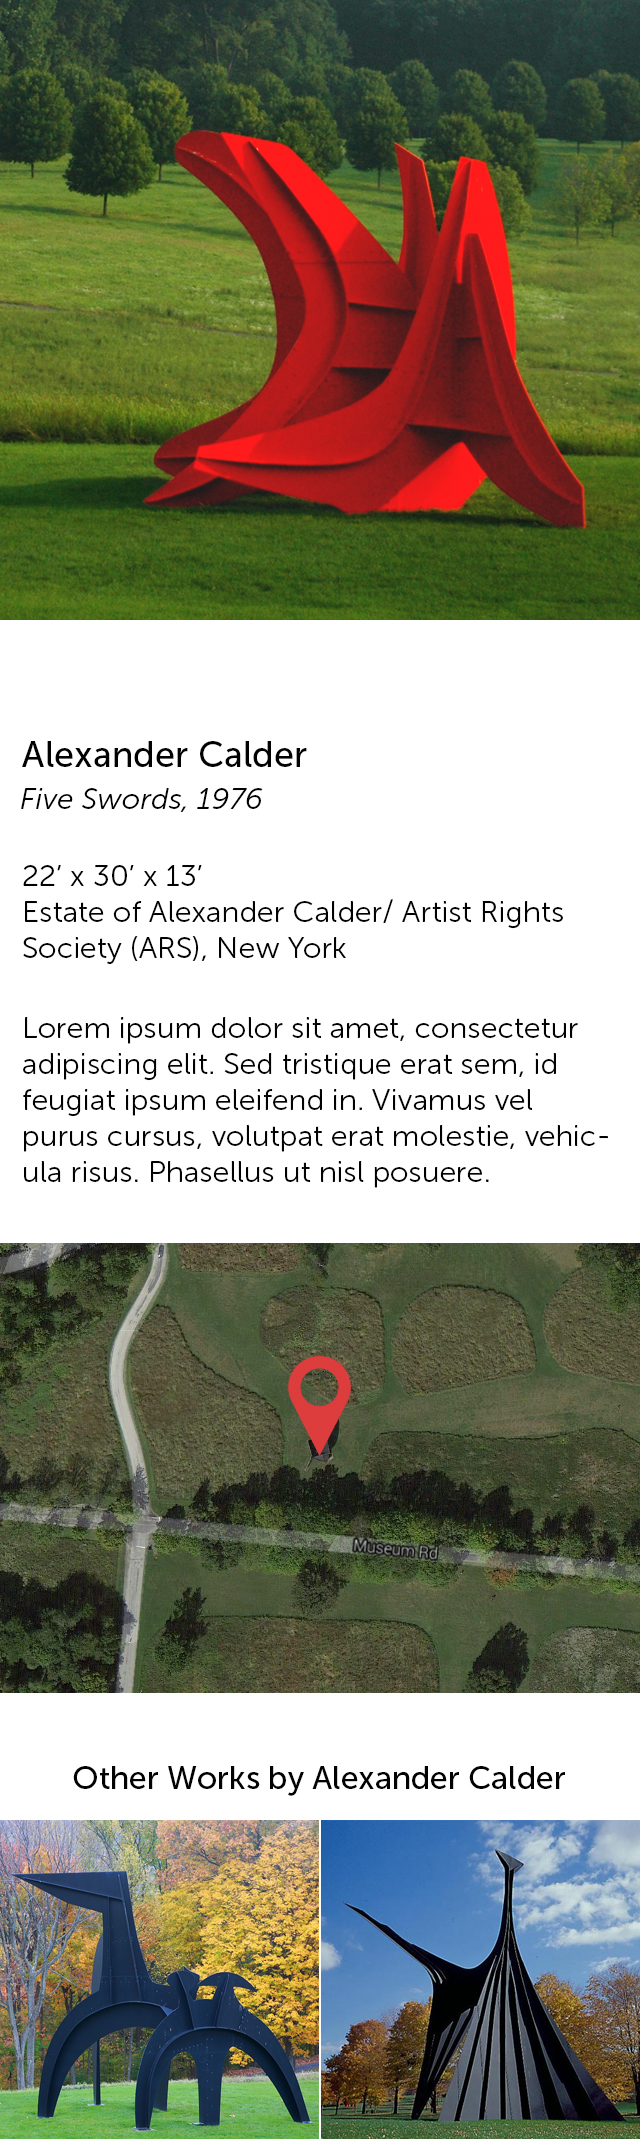 Alexander Calder
Five Swords, 1976
22′ x 30′ x 13′
Estate of Alexander Calder/ Artist Rights
Society (ARS), New York
Lorem ipsum dolor sit amet, consectetur
adipiscing elit. Sed tristique erat sem, id
feugiat ipsum eleifend in. Vivamus vel
purus cursus, volutpat erat molestie, vehic-
ula risus. Phasellus ut nisl posuere.
Museum Rd
Other Works by Alexander Calder